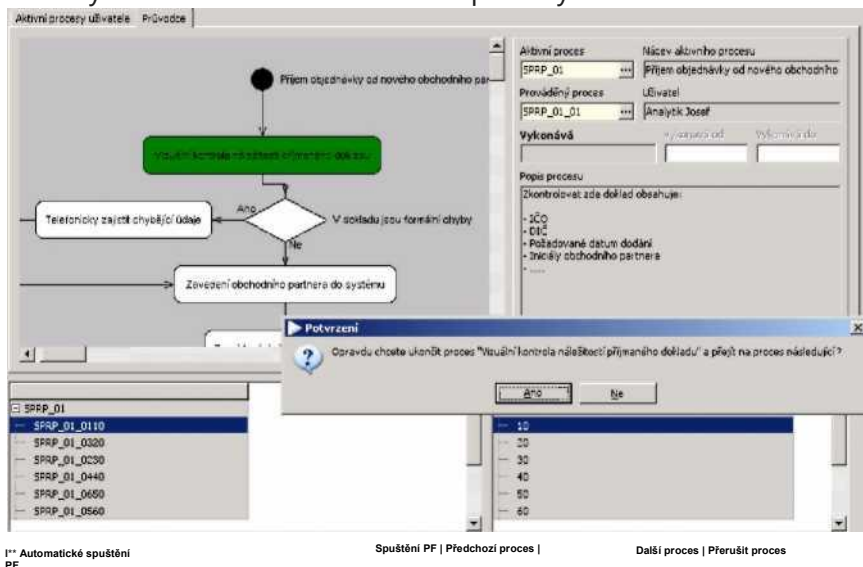 Aktivní procesy uživatele Průvodce
Příjem objednávky od nového obchodního par
Vizuální kontrola náležitostí přijímaného dokladu
Ano
Telefonicky zajistit chybějící údaje
V dokladu jsou formální chyby
Ne
Zavedení obchodního partnera do systému
Aktivní proces
Název aktivního procesu
SPRP_01
Příjem objednávky od nového obchodního
Prováděný proces
Uživatel
SPRP_01_01
Analytik Josef
Vykonává
Vykonává od
Vykonává do
Popis procesu
Zkontrolovat zda doklad obsahuje:
- IČO
- DIČ
- Požadované datum dodání
- Iniciály obchodního partnera
- ....
Potvrzení
Opravdu chcete ukončit proces "Vizuální kontrola náležitostí přijmaného dokladu" a přejít na proces následující?
Ano
Ne
SPRP_01
SPRP_01_0110
SPRP_01_0320
SPRP_01_0230
SPRP_01_0440
SPRP_01_0650
SPRP_01_0560
10
20
30
40
50
60
I** Automatické spuštění
PF
Spuštění PF | Předchozí proces |
Další proces | Přerušit proces